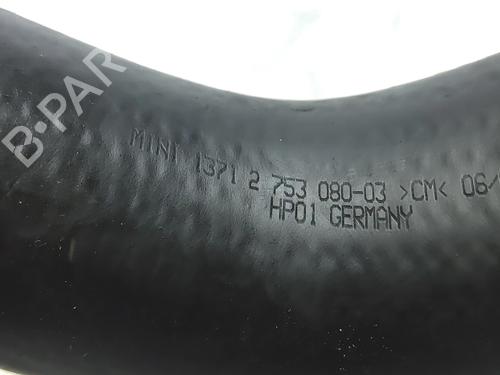 B-PAR
MINI 1371 2 753 080-03 >CM< 06/
HP01 GERMANY